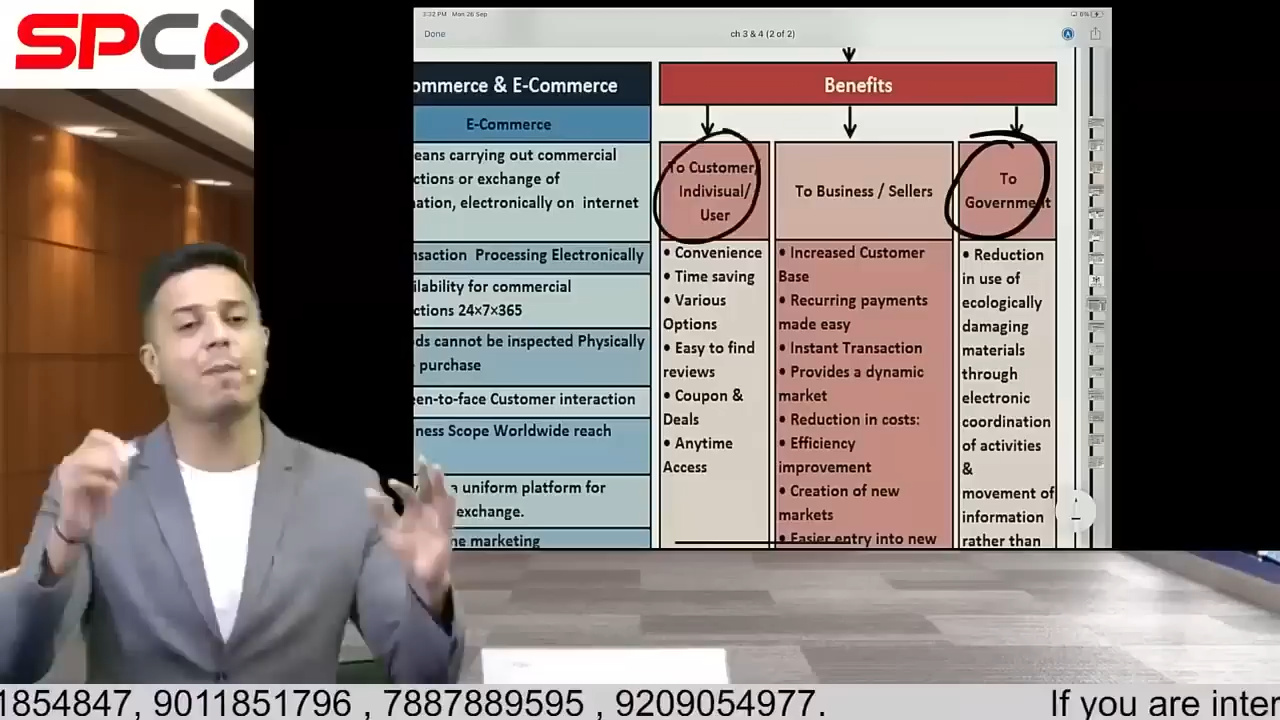 SPC
3:32 PM Mon 26 Sep
8%
Done
ch 3 & 4 (2 of 2)
ommerce & E-Commerce
E-Commerce
eans carrying out commercial
ctions or exchange of
ation, electronically on internet
nsaction Processing Electronically
ilability for commercial
ctions 24×7×365
ds cannot be inspected Physically
purchase
een-to-face Customer interaction
ness Scope Worldwide reach
a uniform platform for
exchange.
ne marketing
Benefits
To Customer/
Indivisual/
User
• Convenience
• Time saving
• Various
Options
• Easy to find
reviews
• Coupon &
Deals
• Anytime
Access
To Business / Sellers
• Increased Customer
Base
• Recurring payments
made easy
• Instant Transaction
• Provides a dynamic
market
• Reduction in costs:
• Efficiency
improvement
• Creation of new
markets
• Easier entry into new
To
Government
• Reduction
in use of
ecologically
damaging
materials
through
electronic
coordination
of activities
&
movement of
information
rather than
1854847, 9011851796 , 7887889595 , 9209054977. If you are inter